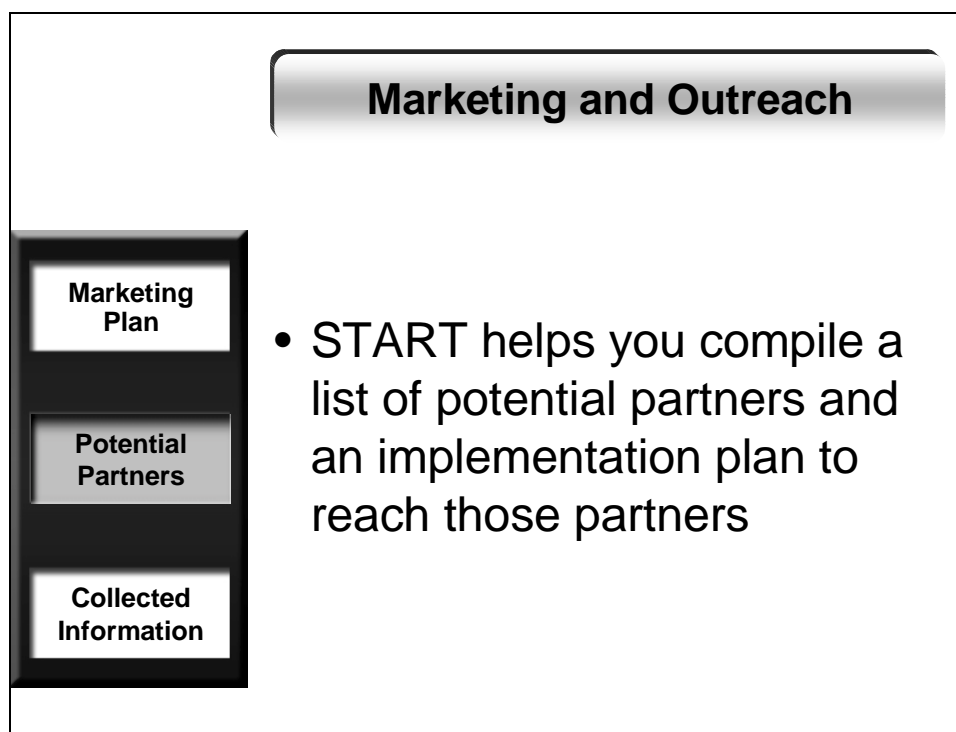 Marketing and Outreach
Marketing
Plan
Potential
Partners
Collected
Information
• START helps you compile a
list of potential partners and
an implementation plan to
reach those partners